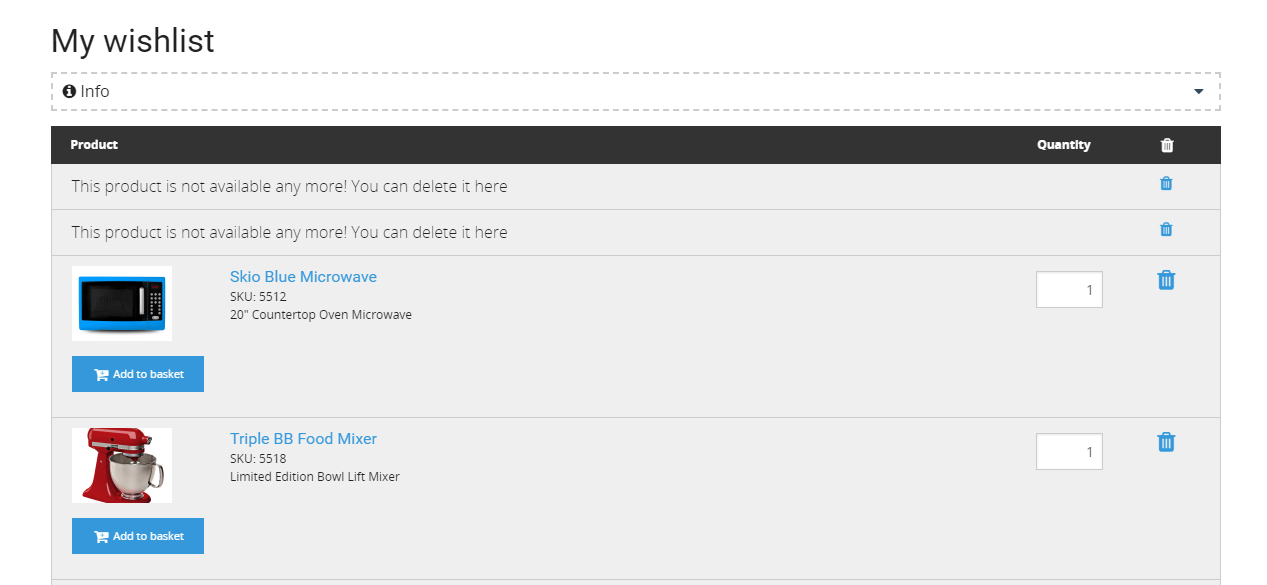 My wishlist
Info
Product Quantity
This product is not available any more! You can delete it here
This product is not available any more! You can delete it here
Skio Blue Microwave
SKU: 5512
20" Countertop Oven Microwave
1
Add to basket
Triple BB Food Mixer
SKU: 5518
Limited Edition Bowl Lift Mixer
1
Add to basket